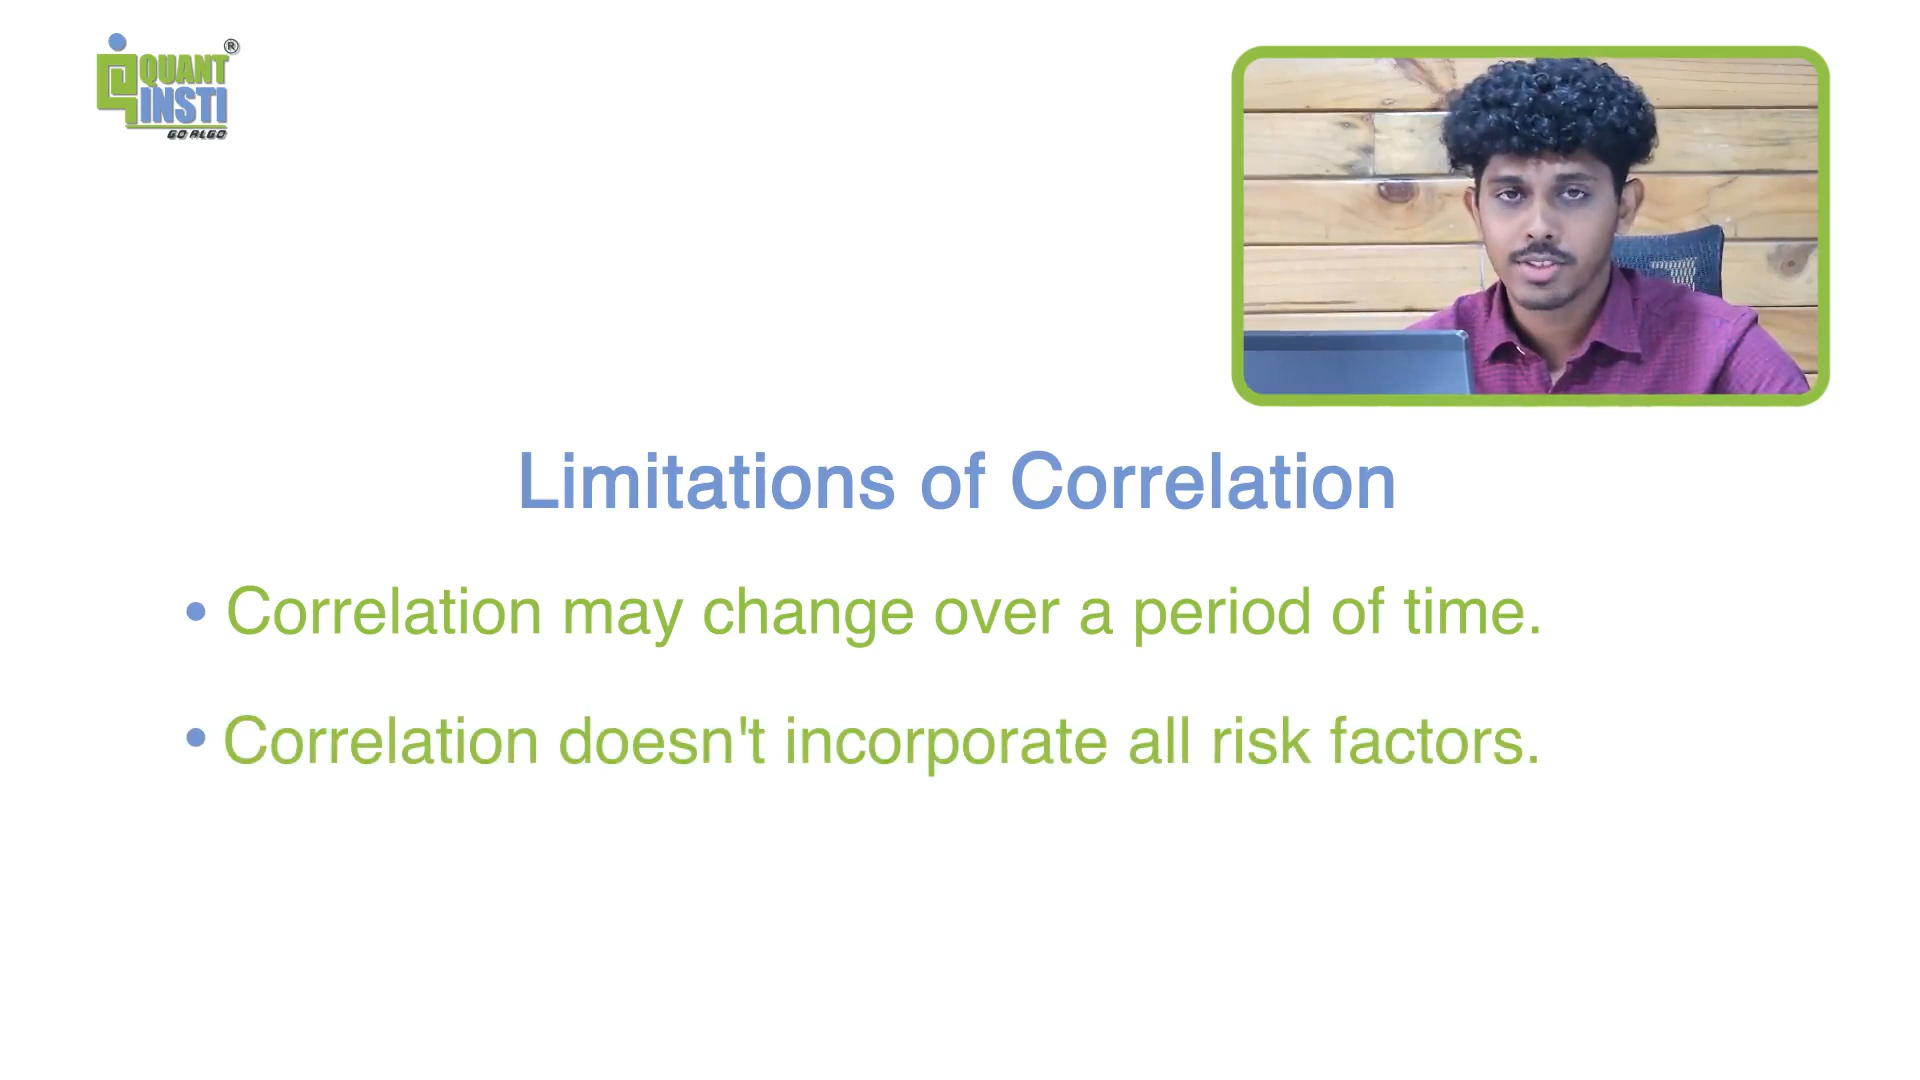 QUANT®
INSTI
GO ALGO
Limitations of Correlation
• Correlation may change over a period of time.
• Correlation doesn't incorporate all risk factors.